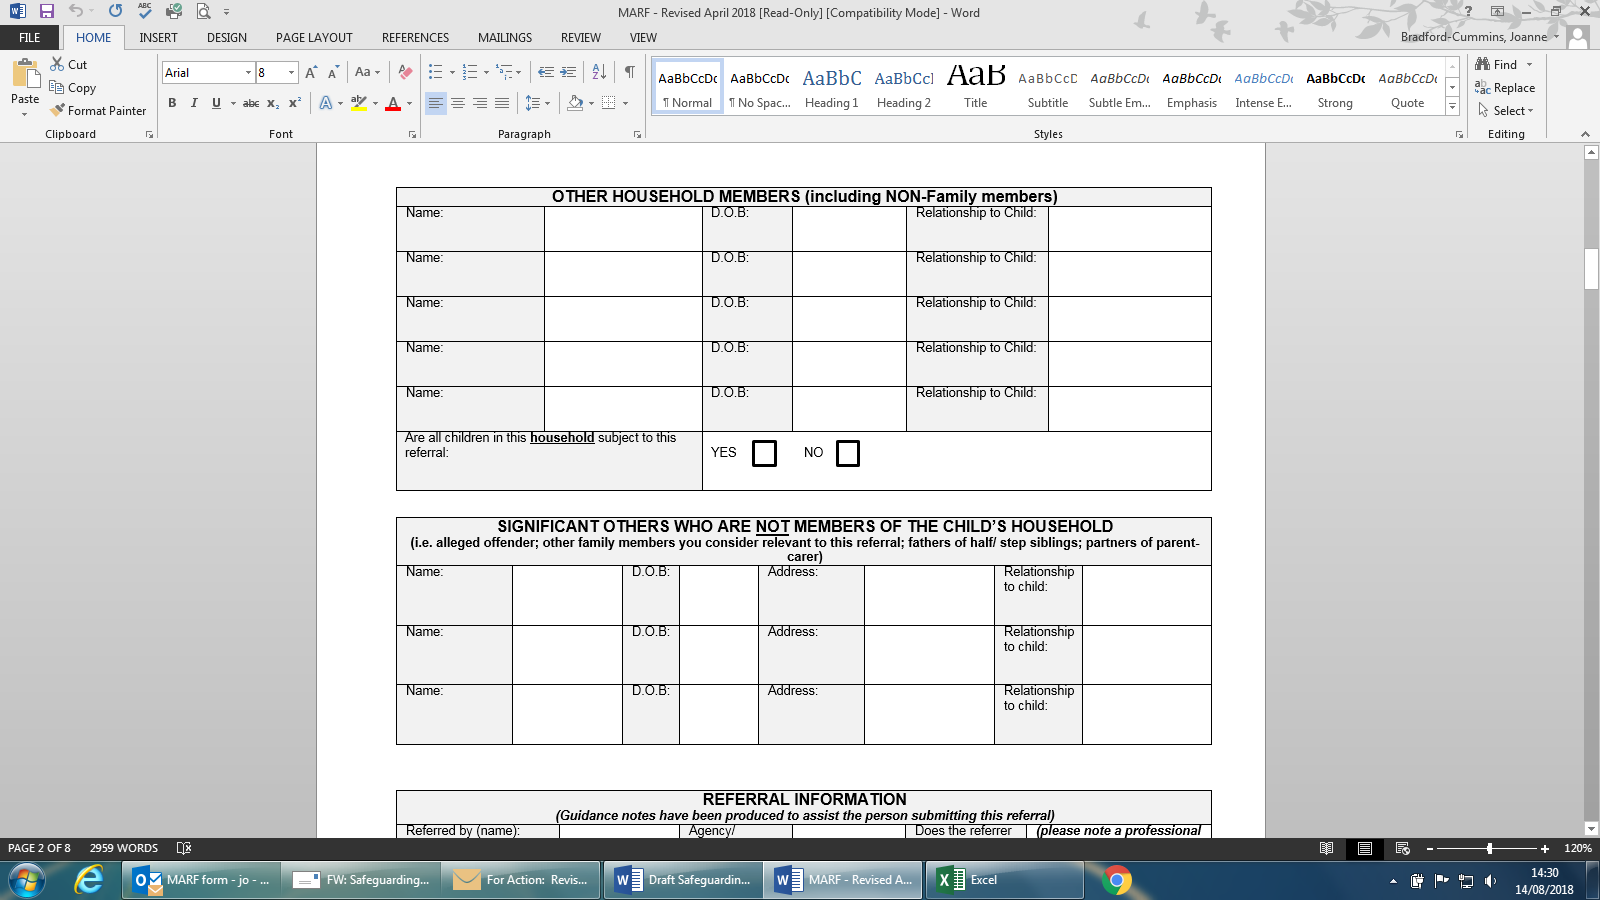 MARF - Revised April 2018 [Read-Only] [Compatibility Mode] - Word
FILE HOME INSERT DESIGN PAGE LAYOUT REFERENCES MAILINGS REVIEW VIEW Bradford-Cummins, Joanne
Paste Cut Copy Format Painter
Clipboard
Arial 8
Font
Paragraph
AaBbCcDc AaBbCcDc AaBbC AaBbCcI AaB AaBbCcD AaBbCcDc AaBbCcDc AaBbCcDc AaBbCcDc AaBbCcDc
¶ Normal ¶ No Spac... Heading 1 Heading 2 Title Subtitle Subtle Em... Emphasis Intense E... Strong Quote
Styles
Find
Replace
Select
Editing
OTHER HOUSEHOLD MEMBERS (including NON-Family members)
Name: D.O.B: Relationship to Child:
Name: D.O.B: Relationship to Child:
Name: D.O.B: Relationship to Child:
Name: D.O.B: Relationship to Child:
Name: D.O.B: Relationship to Child:
Are all children in this household subject to this
referral:
YES NO
SIGNIFICANT OTHERS WHO ARE NOT MEMBERS OF THE CHILD’S HOUSEHOLD
(i.e. alleged offender; other family members you consider relevant to this referral; fathers of half/ step siblings; partners of parent-
carer)
Name: D.O.B: Address: Relationship
to child:
Name: D.O.B: Address: Relationship
to child:
Name: D.O.B: Address: Relationship
to child:
REFERRAL INFORMATION
(Guidance notes have been produced to assist the person submitting this referral)
Referred by (name): Agency/ Does the referrer (please note a professional
PAGE 2 OF 8 2959 WORDS 120%
MARF form - jo - ... FW: Safeguarding... For Action: Revis... Draft Safeguardin... MARF - Revised A... Excel
14:30
14/08/2018